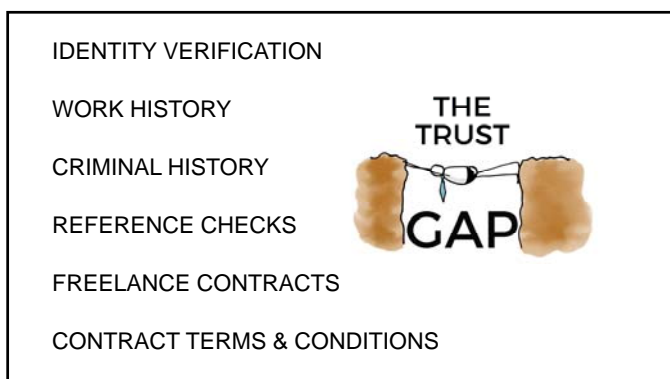 IDENTITY VERIFICATION
WORK HISTORY
CRIMINAL HISTORY
REFERENCE CHECKS
FREELANCE CONTRACTS
CONTRACT TERMS & CONDITIONS
THE
TRUST
GAP